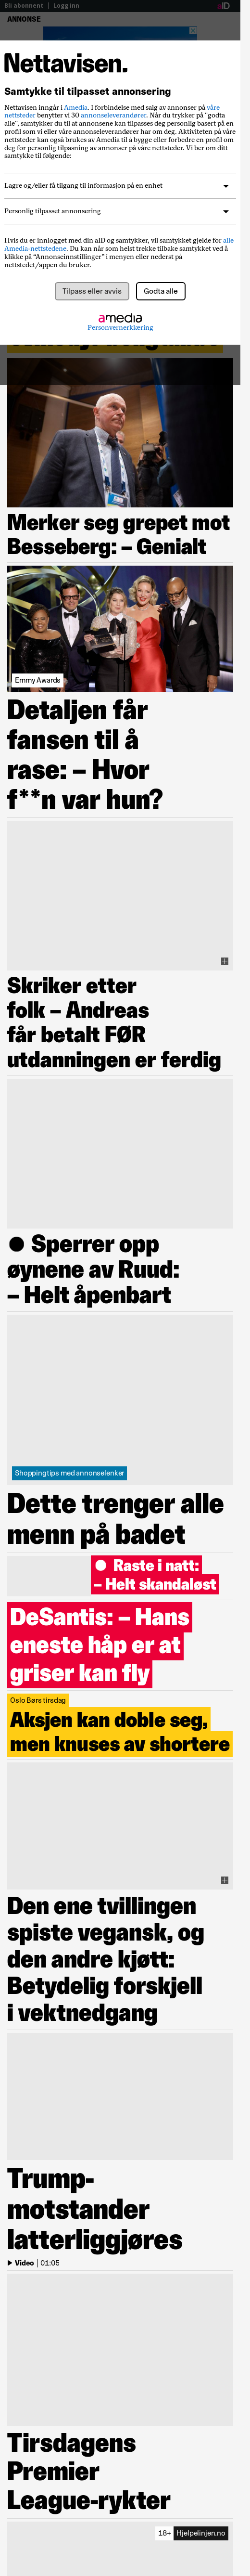 Bli abonnent | Logg inn
aID
ANNONSE
Nettavisen.
Samtykke til tilpasset annonsering
Nettavisen inngår i Amedia. I forbindelse med salg av annonser på våre
nettsteder benytter vi 30 annonseleverandører. Når du trykker på "godta
alle", samtykker du til at annonsene kan tilpasses deg personlig basert på en
profil som vi eller våre annonseleverandører har om deg. Aktivitetene på våre
nettsteder kan også brukes av Amedia til å bygge eller fortsette en profil om
deg for personlig tilpasning av annonser på våre nettsteder. Vi ber om ditt
samtykke til følgende:
Lagre og/eller få tilgang til informasjon på en enhet
Personlig tilpasset annonsering
Hvis du er innlogget med din aID og samtykker, vil samtykket gjelde for alle
Amedia-nettstedene. Du kan når som helst trekke tilbake samtykket ved å
klikke på “Annonseinnstillinger” i menyen eller nederst på
nettstedet/appen du bruker.
Tilpass eller avvis
Godta alle
amedia
Personvernerklæring
Merker seg grepet mot
Besseberg: – Genialt
Emmy Awards
Detaljen får
fansen til å
rase: – Hvor
f**n var hun?
Skriker etter
folk – Andreas
får betalt FØR
utdanningen er ferdig
● Sperrer opp
øynene av Ruud:
– Helt åpenbart
Shoppingtips med annonselenker
Dette trenger alle
menn på badet
● Raste i natt:
– Helt skandaløst
DeSantis: – Hans
eneste håp er at
griser kan fly
Oslo Børs tirsdag
Aksjen kan doble seg,
men knuses av shortere
Den ene tvillingen
spiste vegansk, og
den andre kjøtt:
Betydelig forskjell
i vektnedgang
Trump-
motstander
latterliggjøres
Video | 01:05
Tirsdagens
Premier
League-rykter
18+ Hjelpelinjen.no